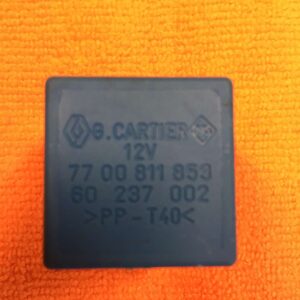 G.CARTIER
12V
77 00 811 853
60 237 002
>PP-T40<